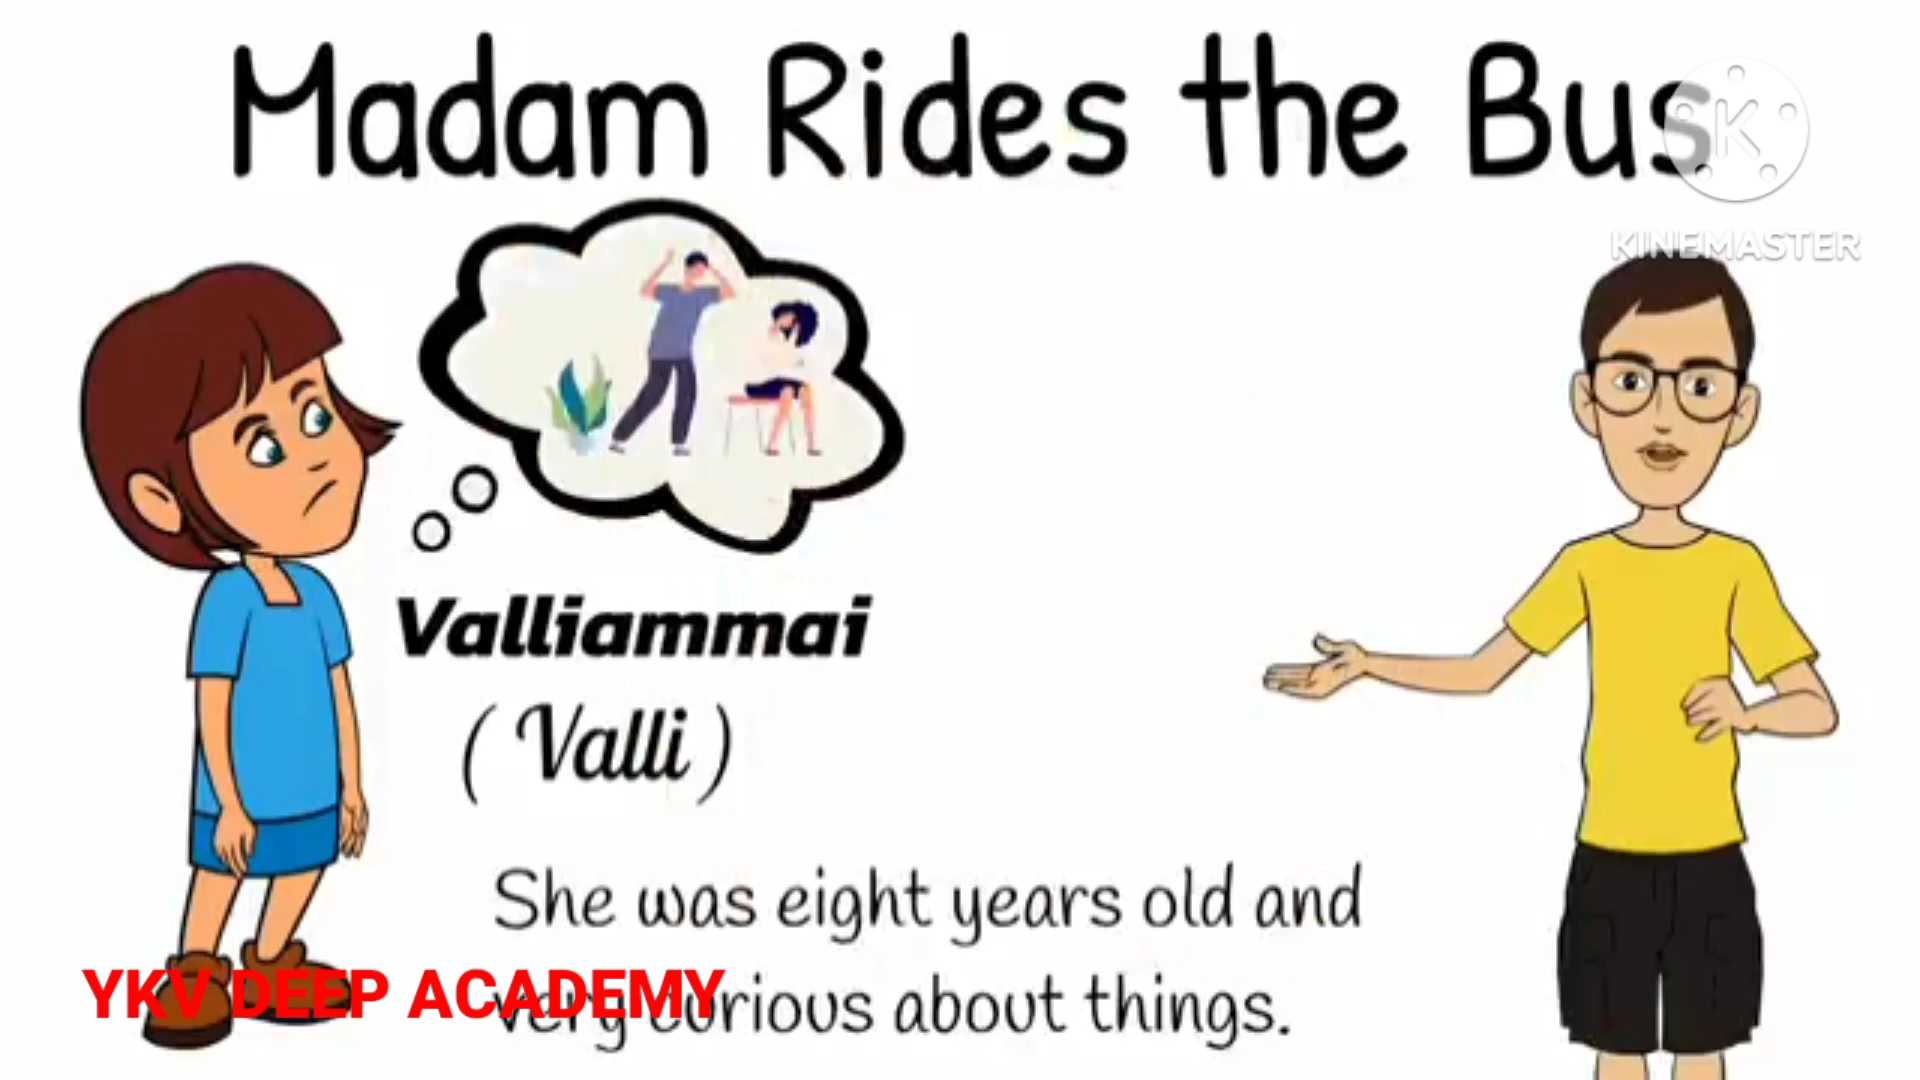 Madam Rides the Bus
K
KINEMASTER
Valliammai
( Valli )
She was eight years old and
very curious about things.
YKV DEEP ACADEMY